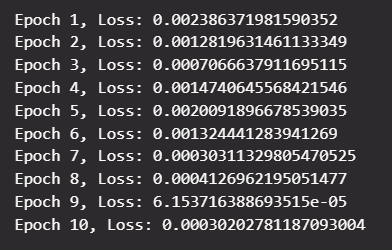 Epoch 1, Loss: 0.002386371981590352
Epoch 2, Loss: 0.0012819631461133349
Epoch 3, Loss: 0.0007066637911695115
Epoch 4, Loss: 0.0014740645568421546
Epoch 5, Loss: 0.0020091896678539035
Epoch 6, Loss: 0.001324441283941269
Epoch 7, Loss: 0.00030311329805470525
Epoch 8, Loss: 0.0004126962195051477
Epoch 9, Loss: 6.153716388693515e-05
Epoch 10, Loss: 0.00030202781187093004